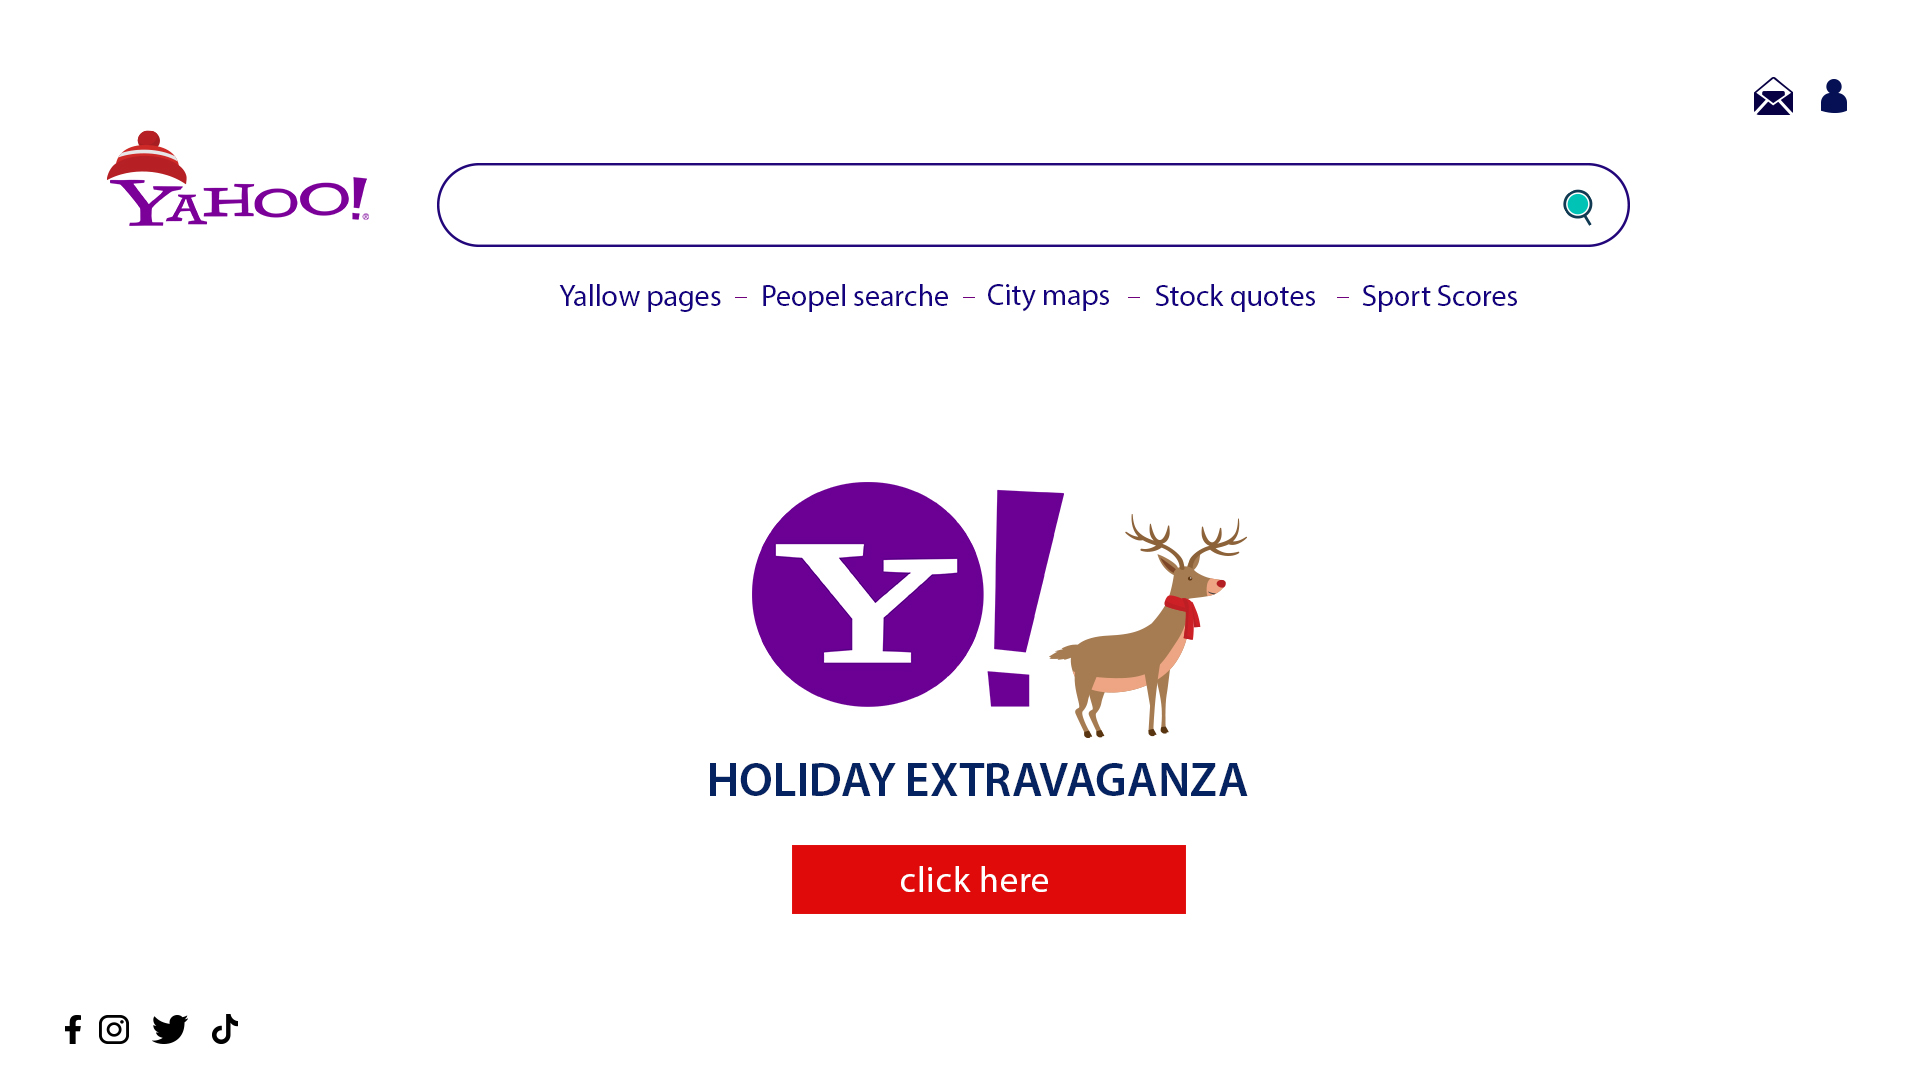 YAHOO!®
Yallow pages – Peopel searche – City maps – Stock quotes – Sport Scores
Y!
HOLIDAY EXTRAVAGANZA
click here